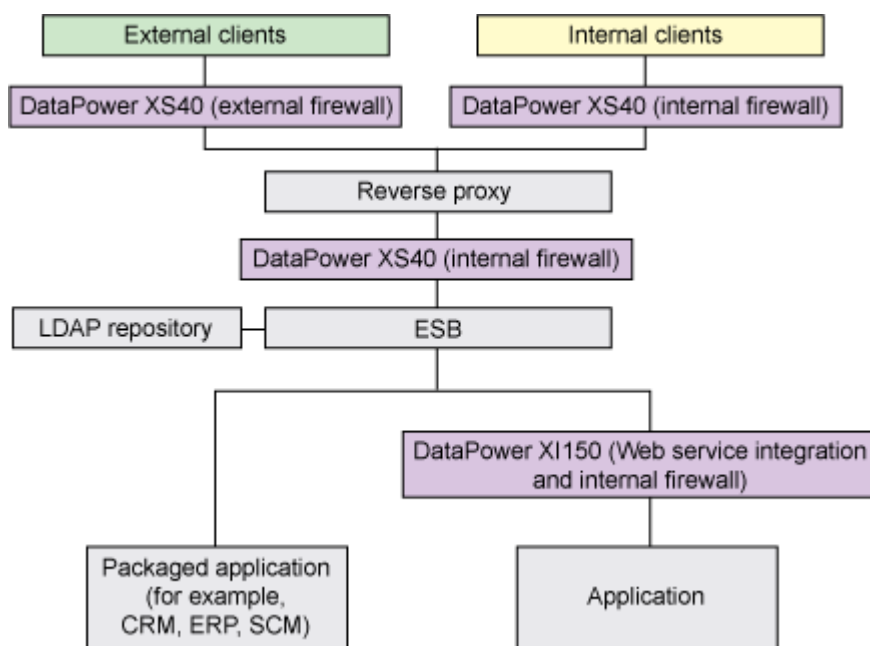 External clients
Internal clients
DataPower XS40 (external firewall)
DataPower XS40 (internal firewall)
Reverse proxy
DataPower XS40 (internal firewall)
LDAP repository
ESB
DataPower XI150 (Web service integration
and internal firewall)
Packaged application
(for example,
CRM, ERP, SCM)
Application